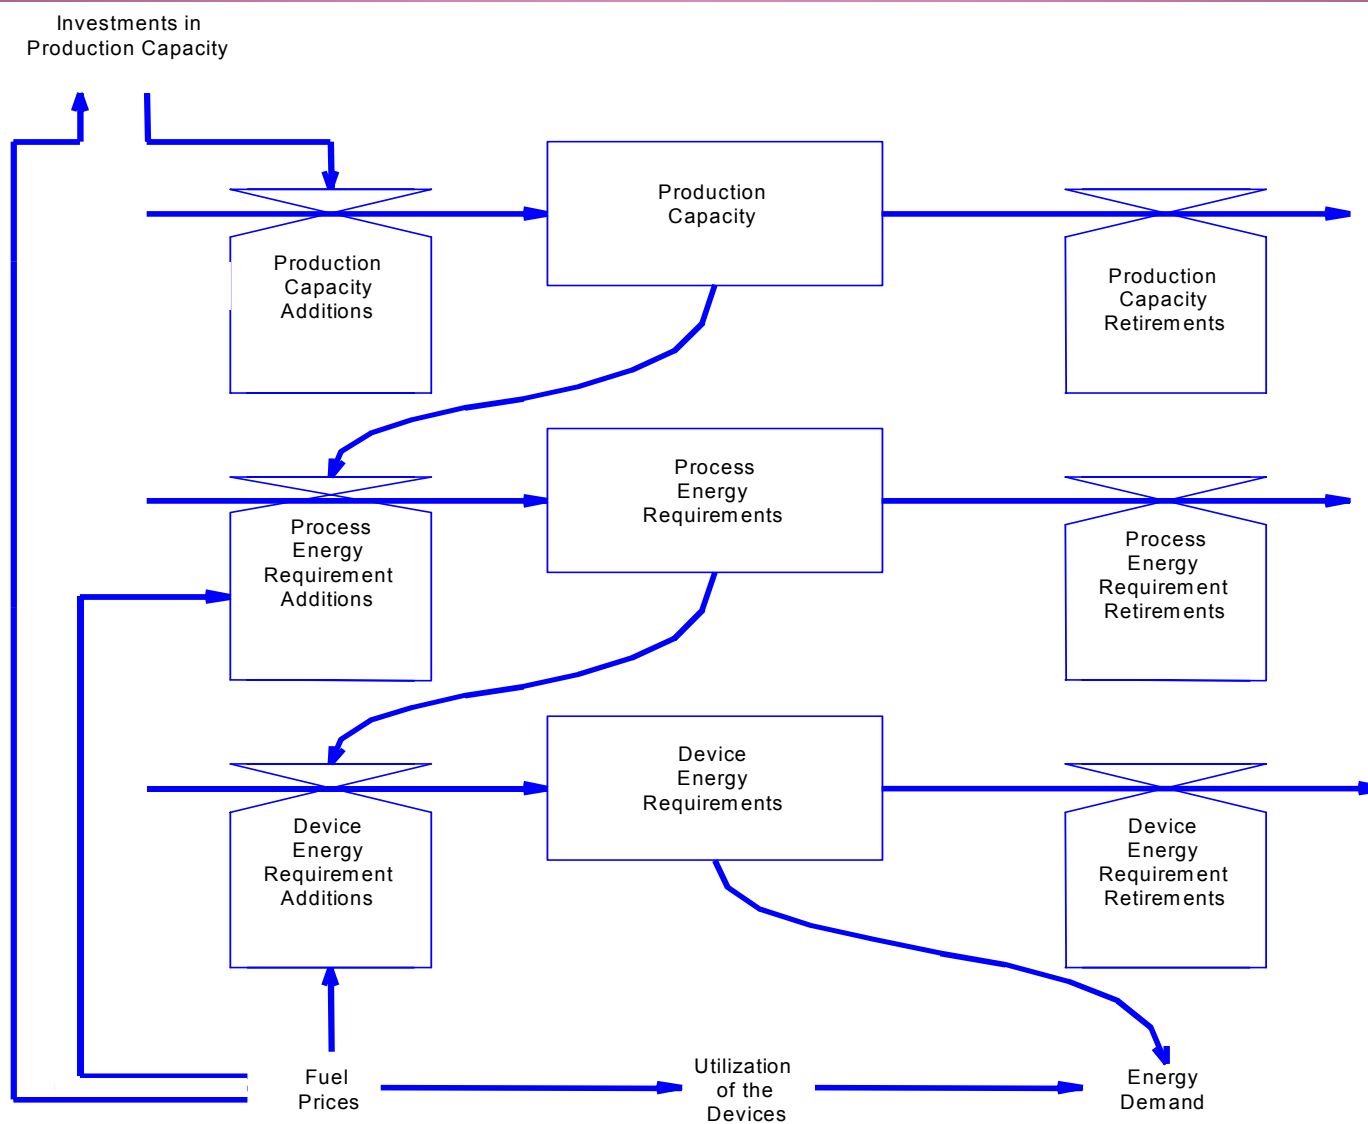 Investments in
Production Capacity
Production
Capacity
Production
Capacity
Additions
Production
Capacity
Retirements
Process
Energy
Requirements
Process
Energy
Requirement
Additions
Process
Energy
Requirement
Retirements
Device
Energy
Requirements
Device
Energy
Requirement
Additions
Device
Energy
Requirement
Retirements
Fuel
Prices
Utilization
of the
Devices
Energy
Demand